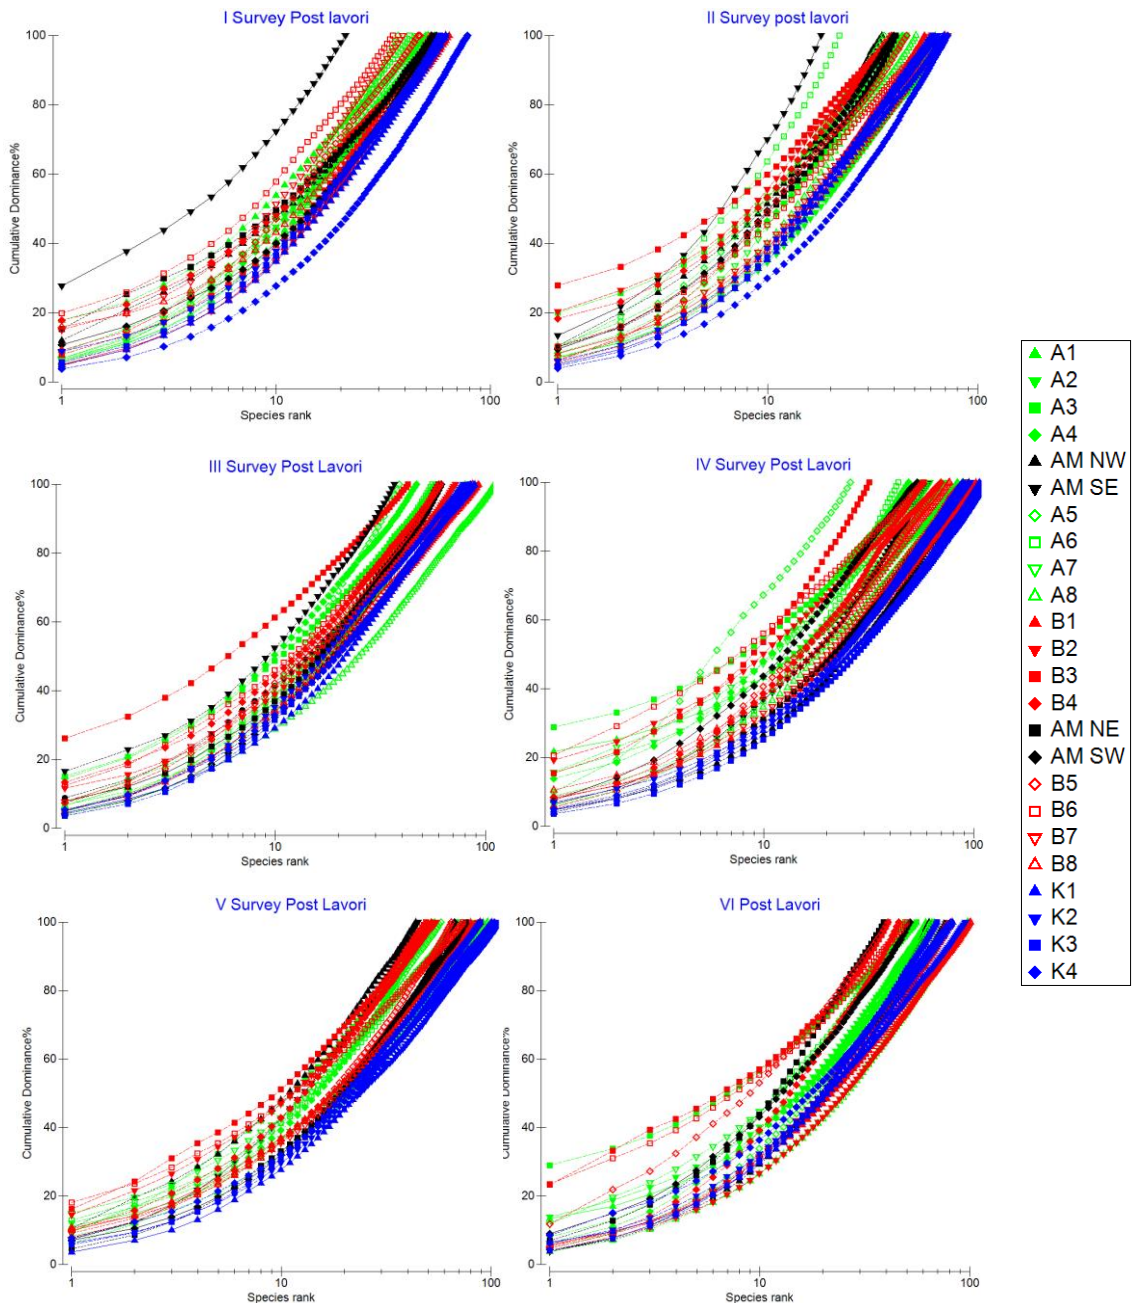 I Survey Post lavori
100
80
60
40
20
0
Cumulative Dominance%
1
10
100
Species rank
II Survey post lavori
100
80
60
40
20
0
Cumulative Dominance%
1
10
100
Species rank
III Survey Post Lavori
100
80
60
40
20
0
Cumulative Dominance%
1
10
100
Species rank
IV Survey Post Lavori
100
80
60
40
20
0
Cumulative Dominance%
1
10
100
Species rank
V Survey Post Lavori
100
80
60
40
20
0
Cumulative Dominance%
1
10
100
Species rank
VI Post Lavori
100
80
60
40
20
0
Cumulative Dominance%
1
10
100
Species rank
A1
A2
A3
A4
AM NW
AM SE
A5
A6
A7
A8
B1
B2
B3
B4
AM NE
AM SW
B5
B6
B7
B8
K1
K2
K3
K4